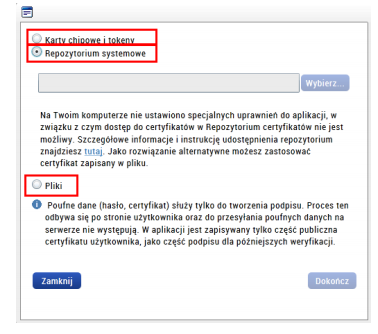 Karty chipowe i tokeny
Repozytorium systemowe
Wybierz...
Na Twoim komputerze nie ustawiono specjalnych uprawnień do aplikacji, w
związku z czym dostęp do certyfikatów w Repozytorium certyfikatów nie jest
możliwy. Szczegółowe informacje i instrukcję udostępnienia repozytorium
znajdziesz tutaj. Jako rozwiązanie alternatywne możesz zastosować
certyfikat zapisany w pliku.
Pliki
Poufne dane (hasło, certyfikat) służy tylko do tworzenia podpisu. Proces ten
odbywa się po stronie użytkownika oraz do przesyłania poufnych danych na
serwerze nie występują. W aplikacji jest zapisywany tylko część publiczna
certyfikatu użytkownika, jako część podpisu dla późniejszych weryfikacji.
Zamknij
Dokończ